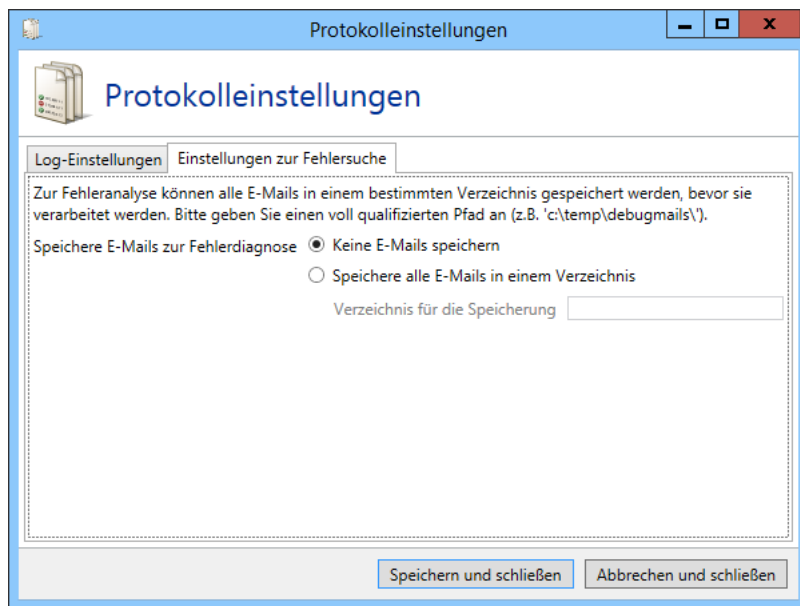 Protokolleinstellungen
Protokolleinstellungen
Log-Einstellungen Einstellungen zur Fehlersuche
Zur Fehleranalyse können alle E-Mails in einem bestimmten Verzeichnis gespeichert werden, bevor sie
verarbeitet werden. Bitte geben Sie einen voll qualifizierten Pfad an (z.B. 'c:\temp\debugmails\').
Speichere E-Mails zur Fehlerdiagnose Keine E-Mails speichern
Speichere alle E-Mails in einem Verzeichnis
Verzeichnis für die Speicherung
Speichern und schließen Abbrechen und schließen